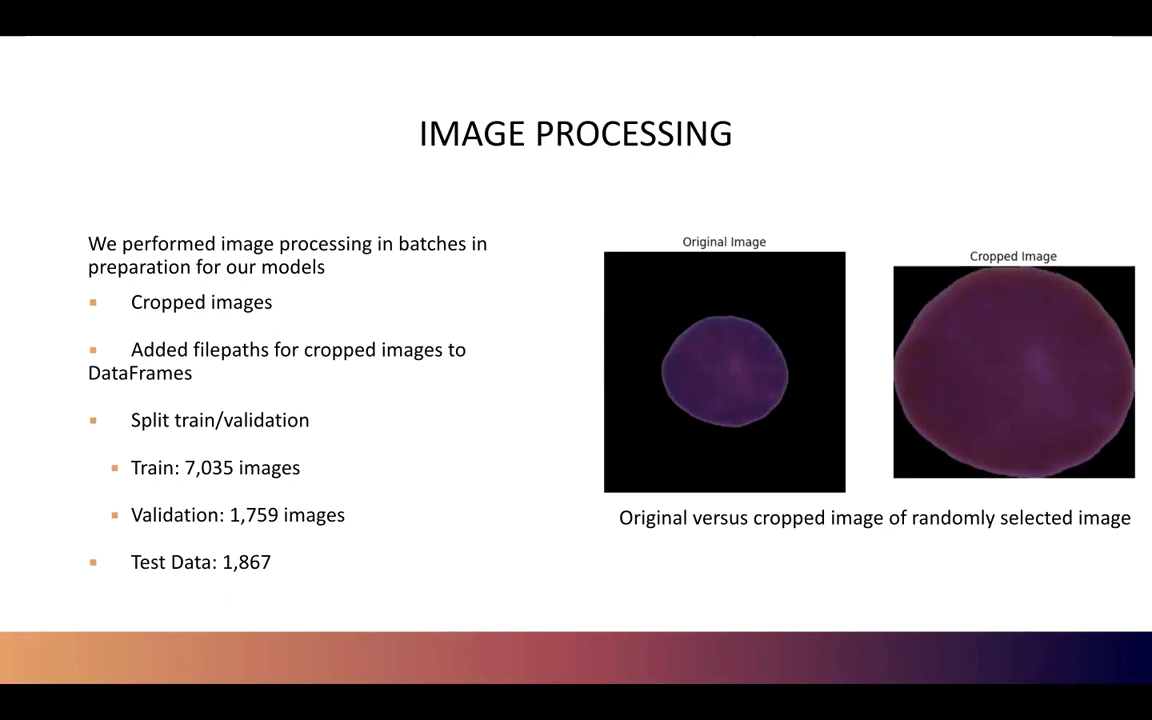 IMAGE PROCESSING
We performed image processing in batches in
preparation for our models
Cropped images
Added filepaths for cropped images to
DataFrames
Split train/validation
Train: 7,035 images
Validation: 1,759 images
Test Data: 1,867
Original Image
Cropped Image
Original versus cropped image of randomly selected image